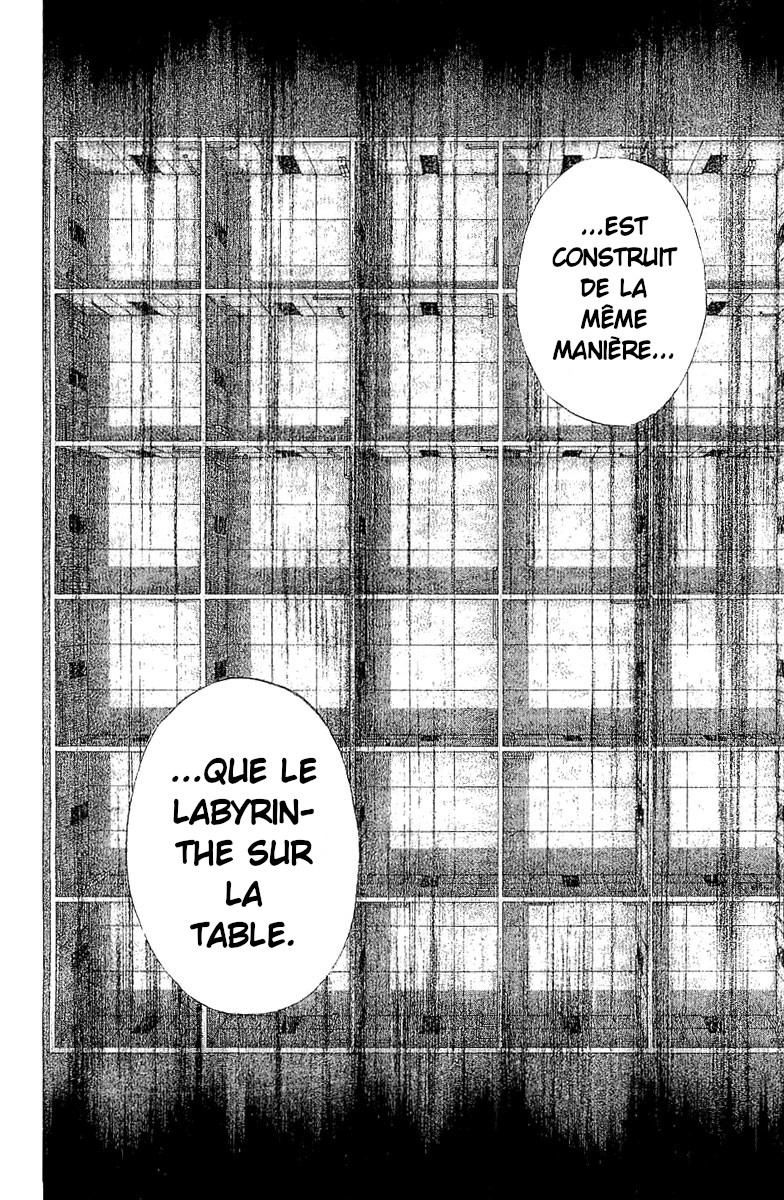 ...EST
CONSTRUIT
DE LA
MÊME
MANIÈRE...
...QUE LE
LABYRIN-
THE SUR
LA
TABLE.